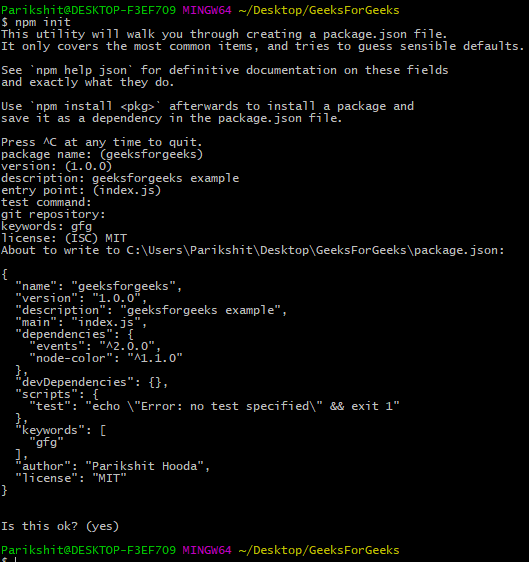 Parikshit@DESKTOP-F3EF7O9 MINGW64 ~/Desktop/GeeksForGeeks
$ npm init
This utility will walk you through creating a package.json file.
It only covers the most common items, and tries to guess sensible defaults.

See `npm help json` for definitive documentation on these fields
and exactly what they do.

Use `npm install <pkg>` afterwards to install a package and
save it as a dependency in the package.json file.

Press ^C at any time to quit.
package name: (geeksforgeeks)
version: (1.0.0)
description: geeksforgeeks example
entry point: (index.js)
test command:
git repository:
keywords: gfg
license: (ISC) MIT
About to write to C:\Users\Parikshit\Desktop\GeeksForGeeks\package.json:

{
  "name": "geeksforgeeks",
  "version": "1.0.0",
  "description": "geeksforgeeks example",
  "main": "index.js",
  "dependencies": {
    "events": "^2.0.0",
    "node-color": "^1.1.0"
  },
  "devDependencies": {},
  "scripts": {
    "test": "echo \"Error: no test specified\" && exit 1"
  },
  "keywords": [
    "gfg"
  ],
  "author": "Parikshit Hooda",
  "license": "MIT"
}


Is this ok? (yes)

Parikshit@DESKTOP-F3EF7O9 MINGW64 ~/Desktop/GeeksForGeeks
$